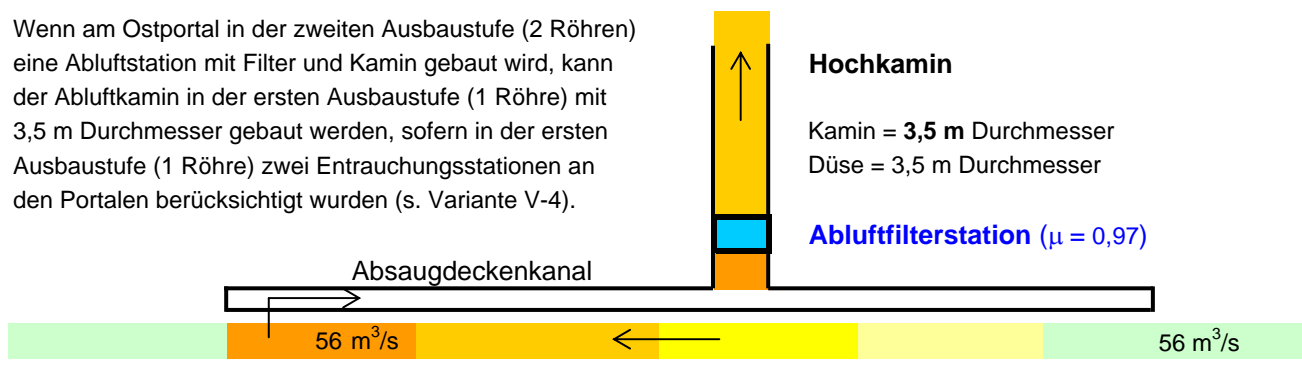 Wenn am Ostportal in der zweiten Ausbaustufe (2 Röhren)
eine Abluftstation mit Filter und Kamin gebaut wird, kann
der Abluftkamin in der ersten Ausbaustufe (1 Röhre) mit
3,5 m Durchmesser gebaut werden, sofern in der ersten
Ausbaustufe (1 Röhre) zwei Entrauchungsstationen an
den Portalen berücksichtigt wurden (s. Variante V-4).
Hochkamin
Kamin = 3,5 m Durchmesser
Düse = 3,5 m Durchmesser
Abluftfilterstation (μ = 0,97)
Absaugdeckenkanal
56 m³/s
56 m³/s